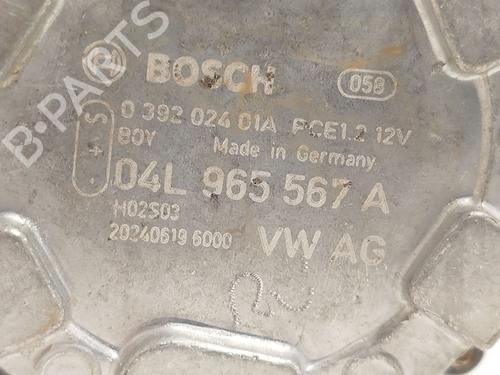 B-PARTS
BOSCH
058
0 392 024 01A PCE1.2 12V
S + -
BOY Made in Germany
04L 965 567 A
H02S03
20240619 6000 VW AG